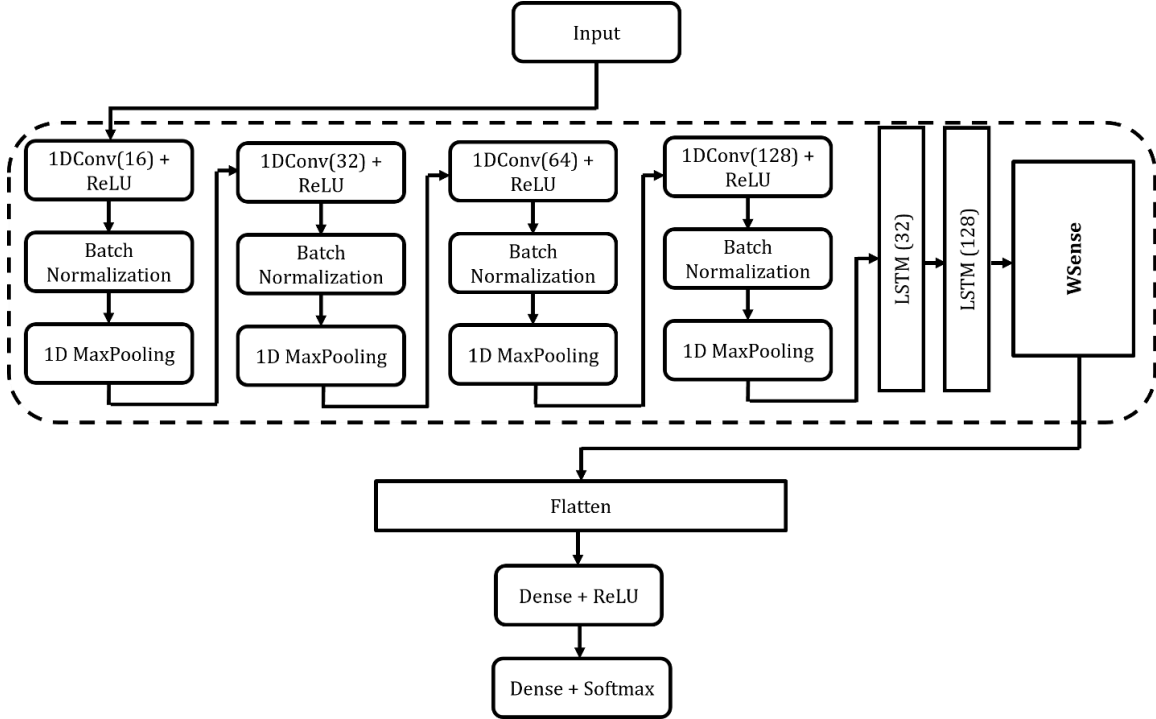 Input
1DConv(16) +
ReLU
Batch
Normalization
1D MaxPooling
1DConv(32) +
ReLU
Batch
Normalization
1D MaxPooling
1DConv(64) +
ReLU
Batch
Normalization
1D MaxPooling
1DConv(128) +
ReLU
Batch
Normalization
1D MaxPooling
LSTM (32)
LSTM (128)
WSense
Flatten
Dense + ReLU
Dense + Softmax